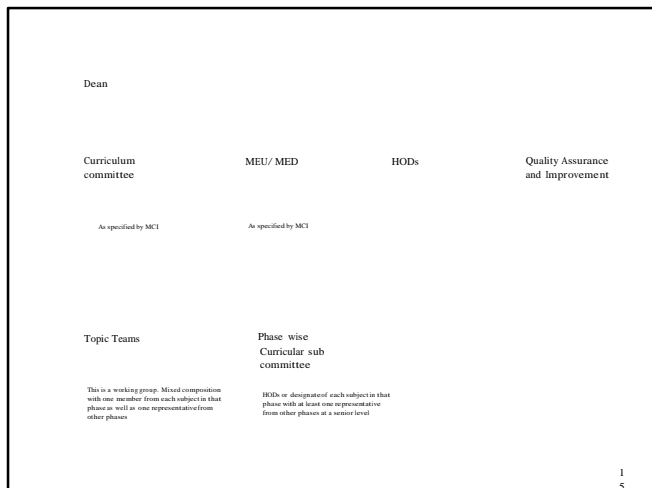 Dean
Curriculum
committee
MEU/ MED
HODs
Quality Assurance
and Improvement
As specified by MCI
As specified by MCI
Topic Teams
Phase wise
Curricular sub
committee
This is a working group. Mixed composition
with one member from each subject in that
phase as well as one representative from
other phases
HODs or designate of each subject in that
phase with at least one representative
from other phases at a senior level
1
5